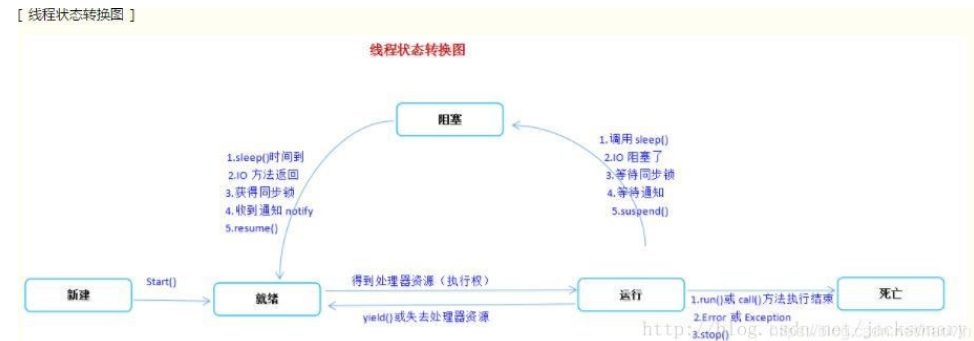 [ 线程状态转换图 ]
线程状态转换图
阻塞
1.sleep()时间到
2.IO 方法返回
3.获得同步锁
4.收到通知 notify
5.resume()
1.调用 sleep()
2.IO 阻塞了
3.等待同步锁
4.等待通知
5.suspend()
新建
Start()
就绪
得到处理器资源（执行权）
yield()或失去处理器资源
运行
1.run()或 call()方法执行结束
2.Error 或 Exception
3.stop()
死亡
http://blog.csdn.net/jacksonary